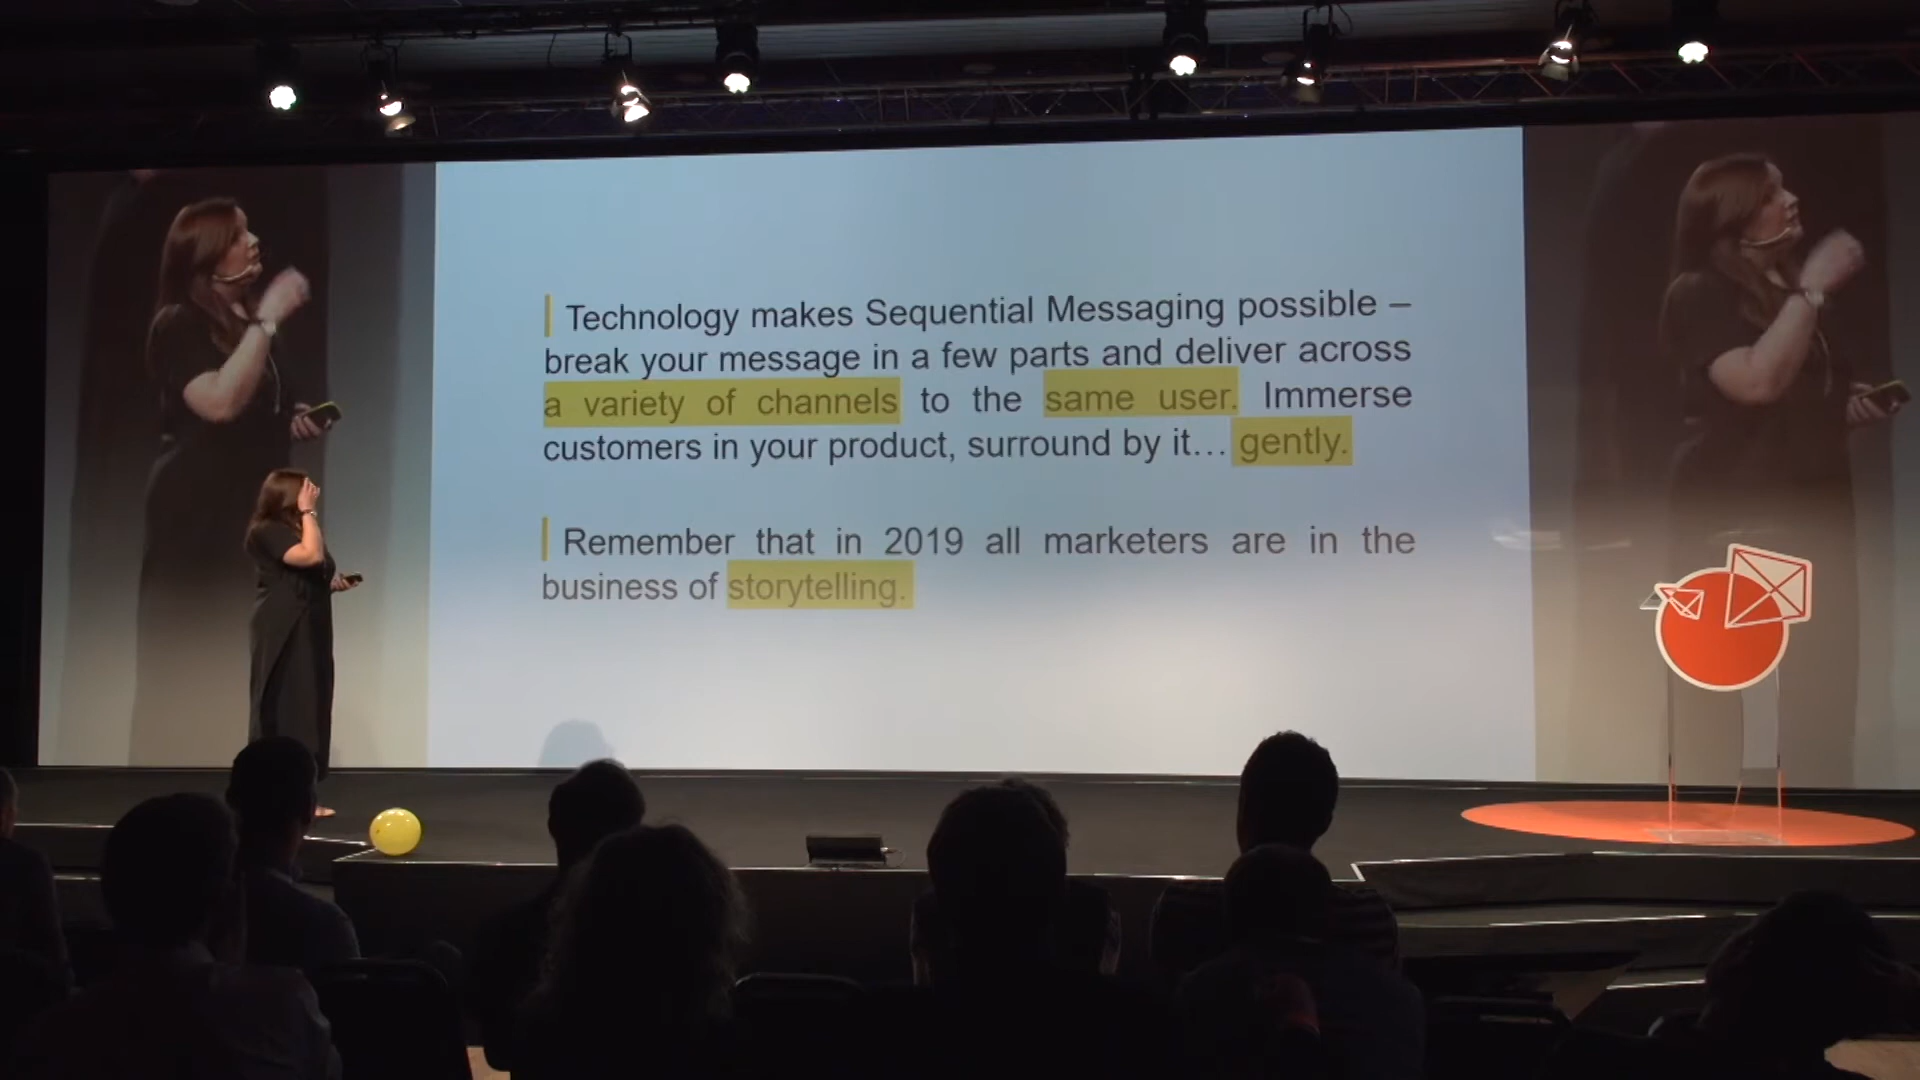 Technology makes Sequential Messaging possible –
break your message in a few parts and deliver across
a variety of channels to the same user. Immerse
customers in your product, surround by it... gently.
Remember that in 2019 all marketers are in the
business of storytelling.